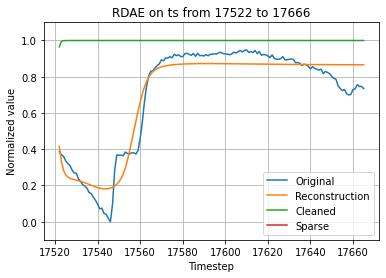 RDAE on ts from 17522 to 17666
Normalized value
1.0
0.8
0.6
0.4
0.2
0.0
17520 17540 17560 17580 17600 17620 17640 17660
Timestep
Original
Reconstruction
Cleaned
Sparse